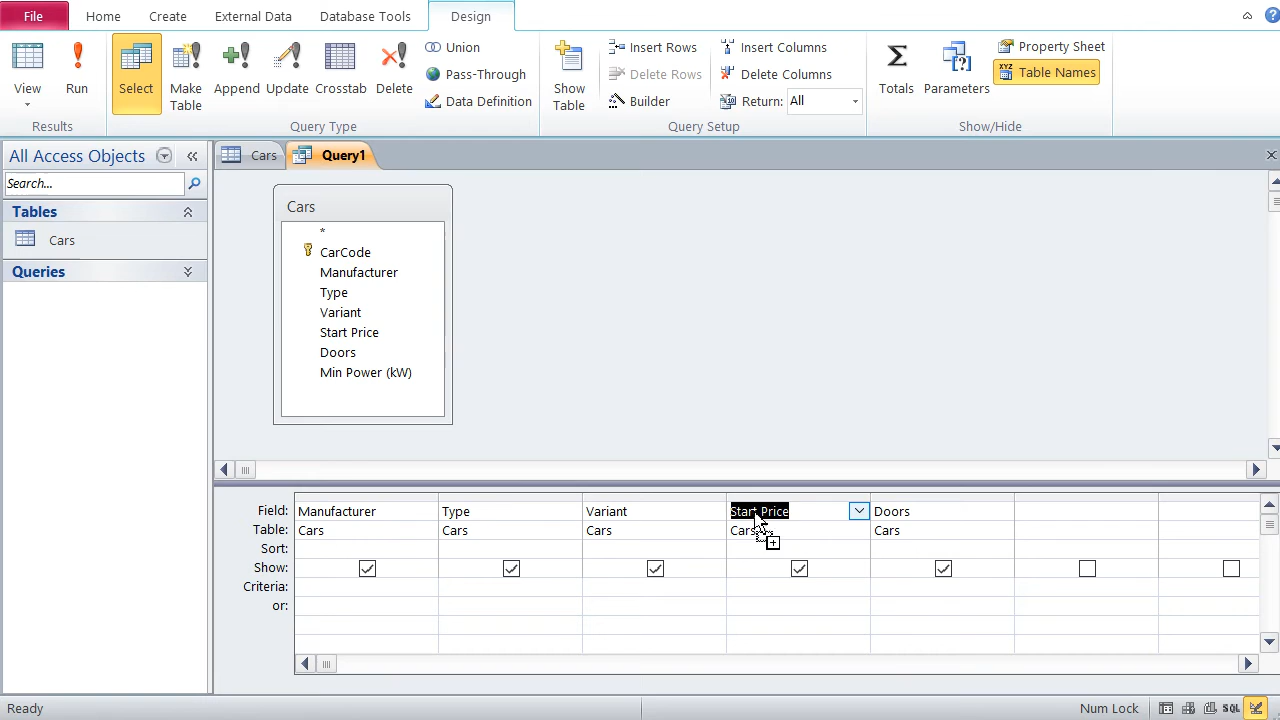 File Home Create External Data Database Tools Design
View Run Select Make Table Append Update Crosstab Delete Union Pass-Through Data Definition Show Table Insert Rows Delete Rows Builder Insert Columns Delete Columns Return: All Totals Parameters Property Sheet XYZ Table Names
Results Query Type Query Setup Show/Hide
All Access Objects
Search...
Tables
Cars
Queries
Cars Query1
Cars
*
CarCode
Manufacturer
Type
Variant
Start Price
Doors
Min Power (kW)
Field: Manufacturer Type Variant Start Price Doors
Table: Cars Cars Cars Cars Cars
Sort:
Show:
Criteria:
or:
Ready Num Lock SQL